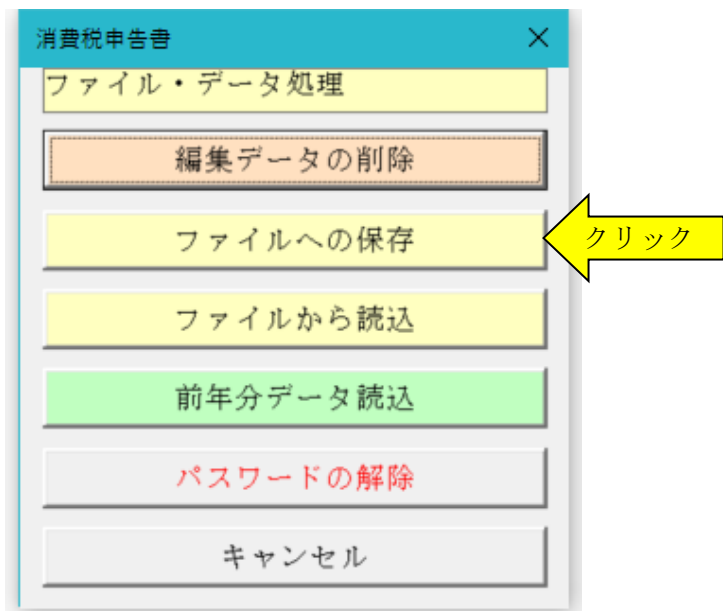 消費税申告書
ファイル・データ処理
編集データの削除
ファイルへの保存
クリック
ファイルから読込
前年分データ読込
パスワードの解除
キャンセル